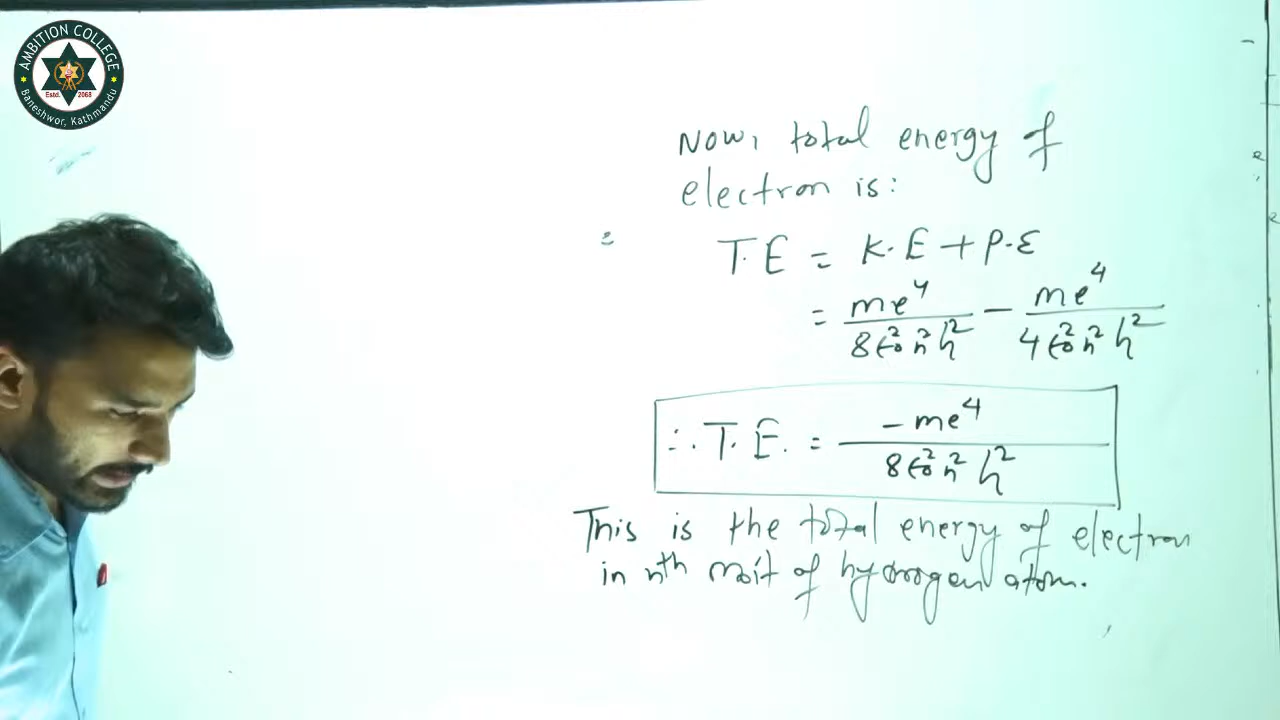 AMBITION COLLEGE
Estd. 2068
Baneshwor, Kathmandu
Now, total energy of
electron is:
=
T.E = K.E + P.E
= me⁴/8ε₀²n²h² - me⁴/4ε₀²n²h²
∴ T.E. = -me⁴/8ε₀²n²h²
This is the total energy of electron
in nth orbit of hydrogen atom.